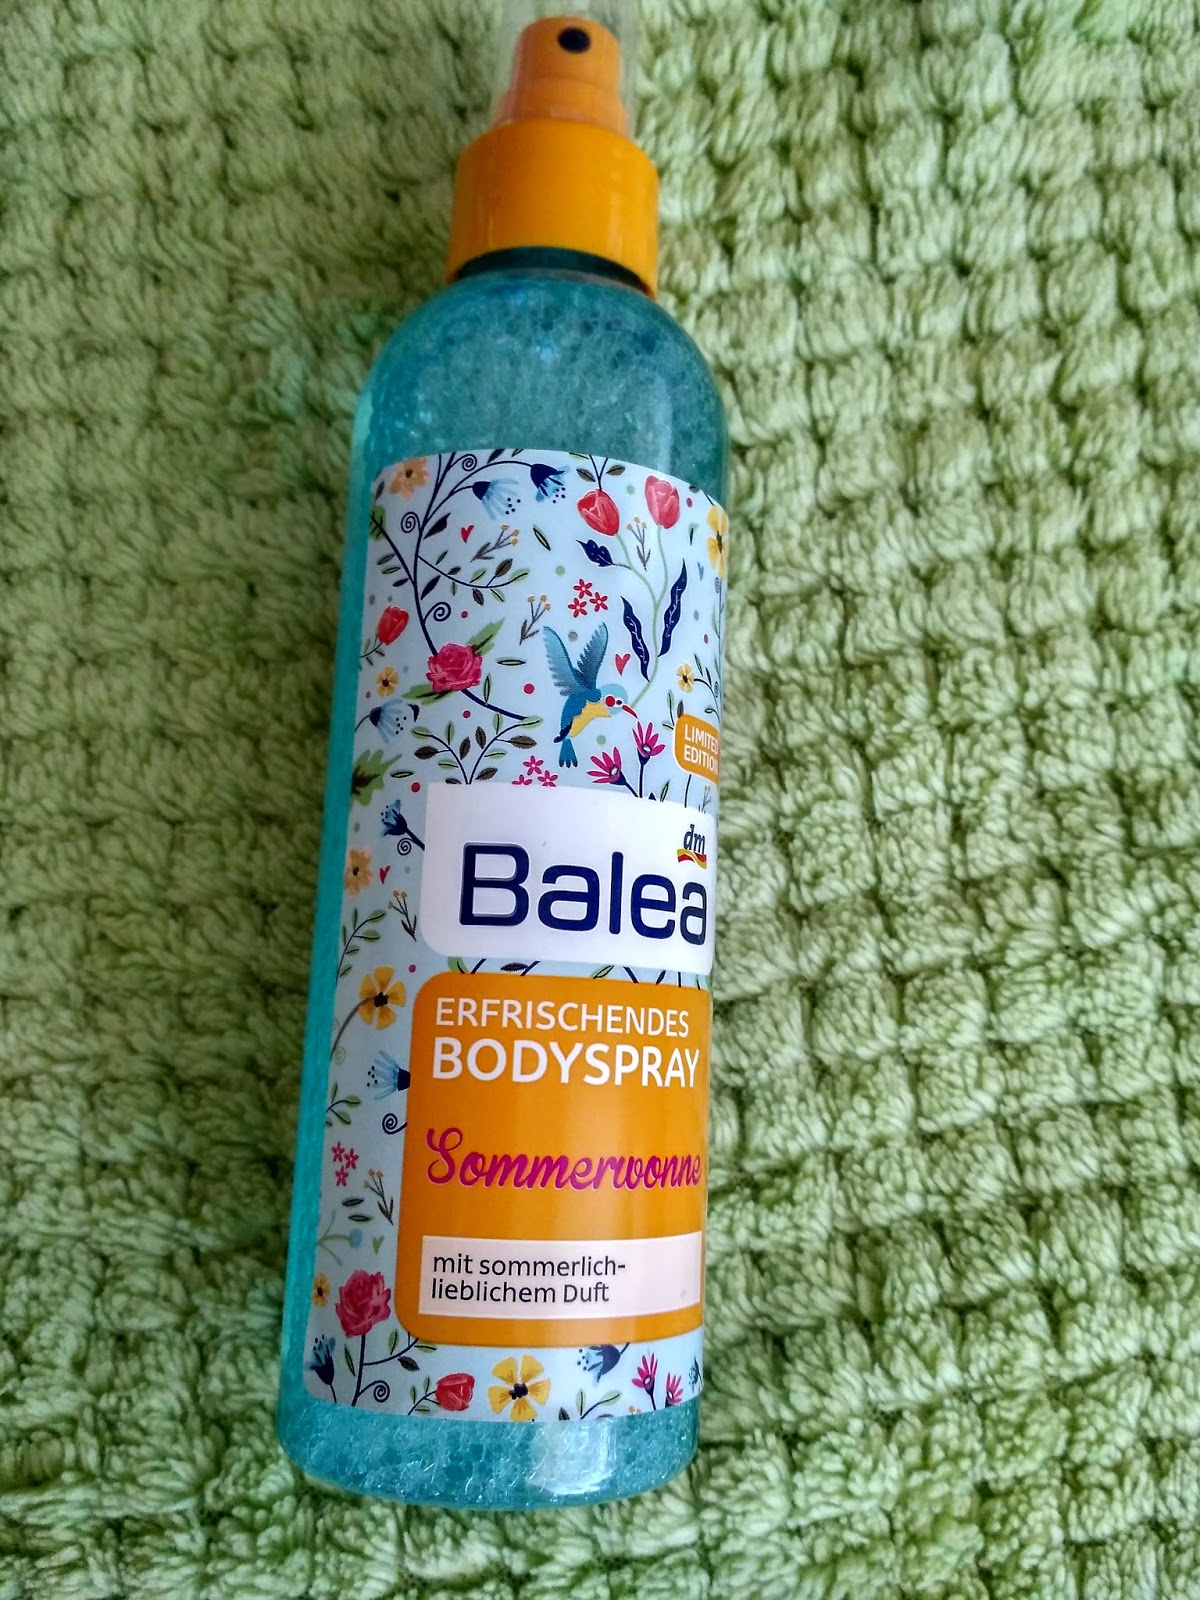 LIMITED
EDITION
dm
Balea
ERFRISCHENDES
BODYSPRAY
Sommerwonne
mit sommerlich-
lieblichem Duft